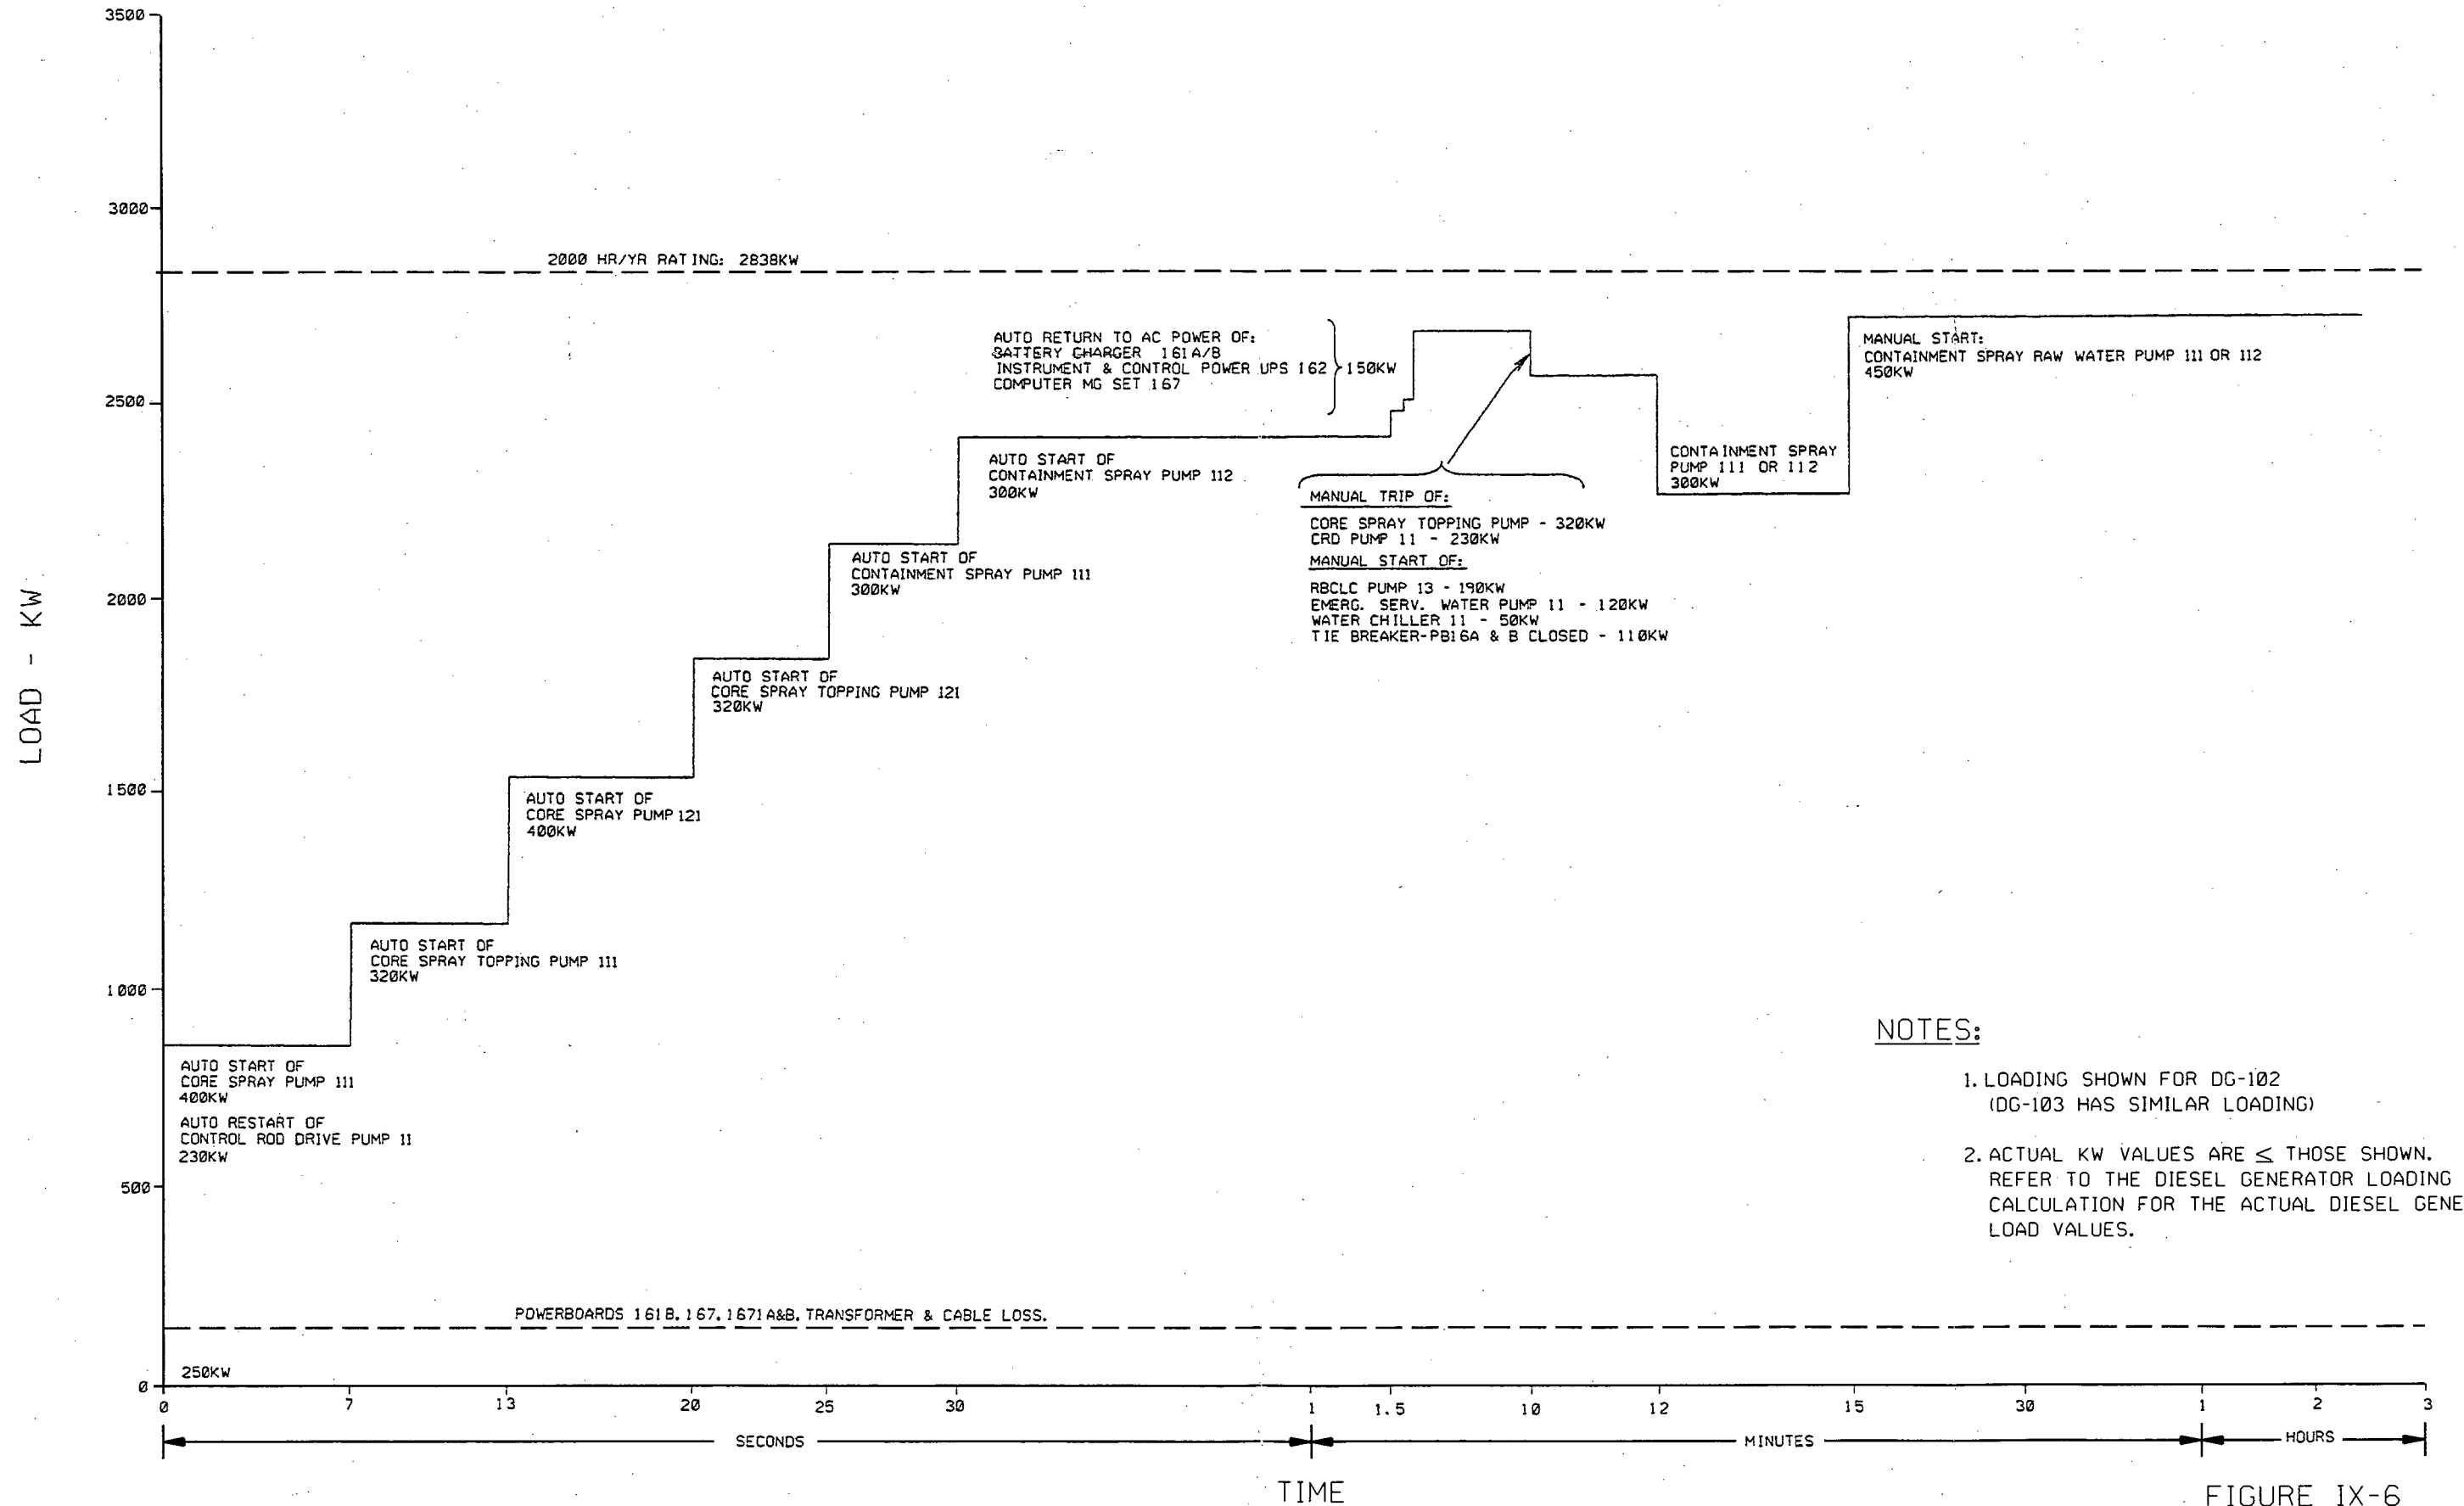 LOAD - KW
3500
3000
2500
2000
1500
1000
500
0
2000 HR/YR RATING: 2838KW
AUTO RETURN TO AC POWER OF:
BATTERY CHARGER 161A/B
INSTRUMENT & CONTROL POWER UPS 162
COMPUTER MG SET 167
150KW
MANUAL START:
CONTAINMENT SPRAY RAW WATER PUMP 111 OR 112
450KW
AUTO START OF
CONTAINMENT SPRAY PUMP 112
300KW
CONTAINMENT SPRAY
PUMP 111 OR 112
300KW
MANUAL TRIP OF:
CORE SPRAY TOPPING PUMP - 320KW
CRD PUMP 11 - 230KW
MANUAL START OF:
RBCLC PUMP 13 - 190KW
EMERG. SERV. WATER PUMP 11 - 120KW
WATER CHILLER 11 - 50KW
TIE BREAKER-PB16A & B CLOSED - 110KW
AUTO START OF
CONTAINMENT SPRAY PUMP 111
300KW
AUTO START OF
CORE SPRAY TOPPING PUMP 121
320KW
AUTO START OF
CORE SPRAY PUMP 121
400KW
AUTO START OF
CORE SPRAY TOPPING PUMP 111
320KW
AUTO START OF
CORE SPRAY PUMP 111
400KW
AUTO RESTART OF
CONTROL ROD DRIVE PUMP 11
230KW
NOTES:
1. LOADING SHOWN FOR DG-102
(DG-103 HAS SIMILAR LOADING)
2. ACTUAL KW VALUES ARE ≤ THOSE SHOWN.
REFER TO THE DIESEL GENERATOR LOADING
CALCULATION FOR THE ACTUAL DIESEL GENE
LOAD VALUES.
POWERBOARDS 161B.167.1671A&B. TRANSFORMER & CABLE LOSS.
250KW
0 7 13 20 25 30 1 1.5 10 12 15 30 1 2 3
SECONDS MINUTES HOURS
TIME
FIGURE IX-6